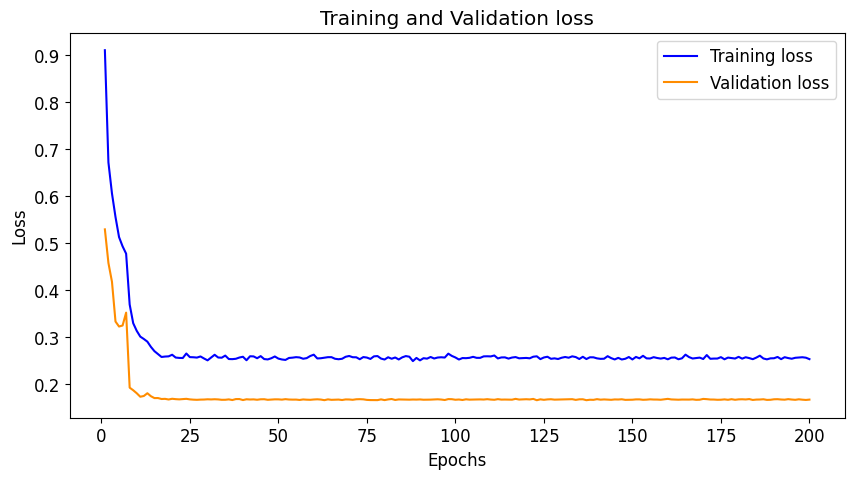 Training and Validation loss
Training loss
Validation loss
Loss
0.9
0.8
0.7
0.6
0.5
0.4
0.3
0.2
0 25 50 75 100 125 150 175 200
Epochs